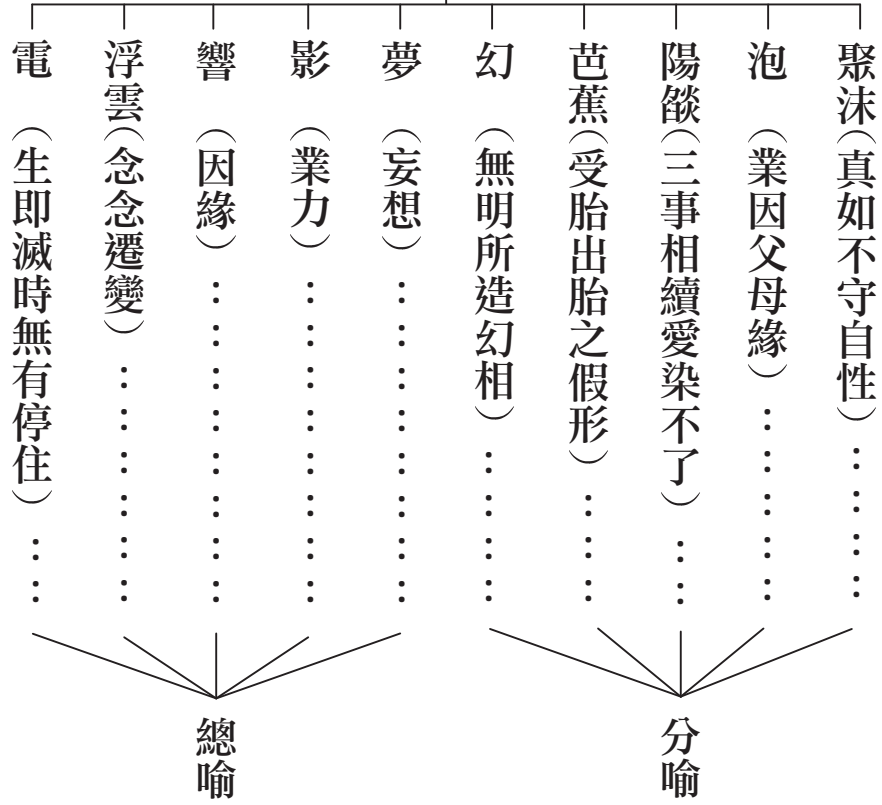 聚沫（真如不守自性）⋯⋯
泡（業因父母緣）⋯⋯
陽燄（三事相續愛染不了）⋯⋯
芭蕉（受胎出胎之假形）⋯⋯
幻（無明所造幻相）⋯⋯
夢（妄想）⋯⋯
影（業力）⋯⋯
響（因緣）⋯⋯
浮雲（念念遷變）⋯⋯
電（生即滅時無有停住）⋯⋯
分喻
總喻